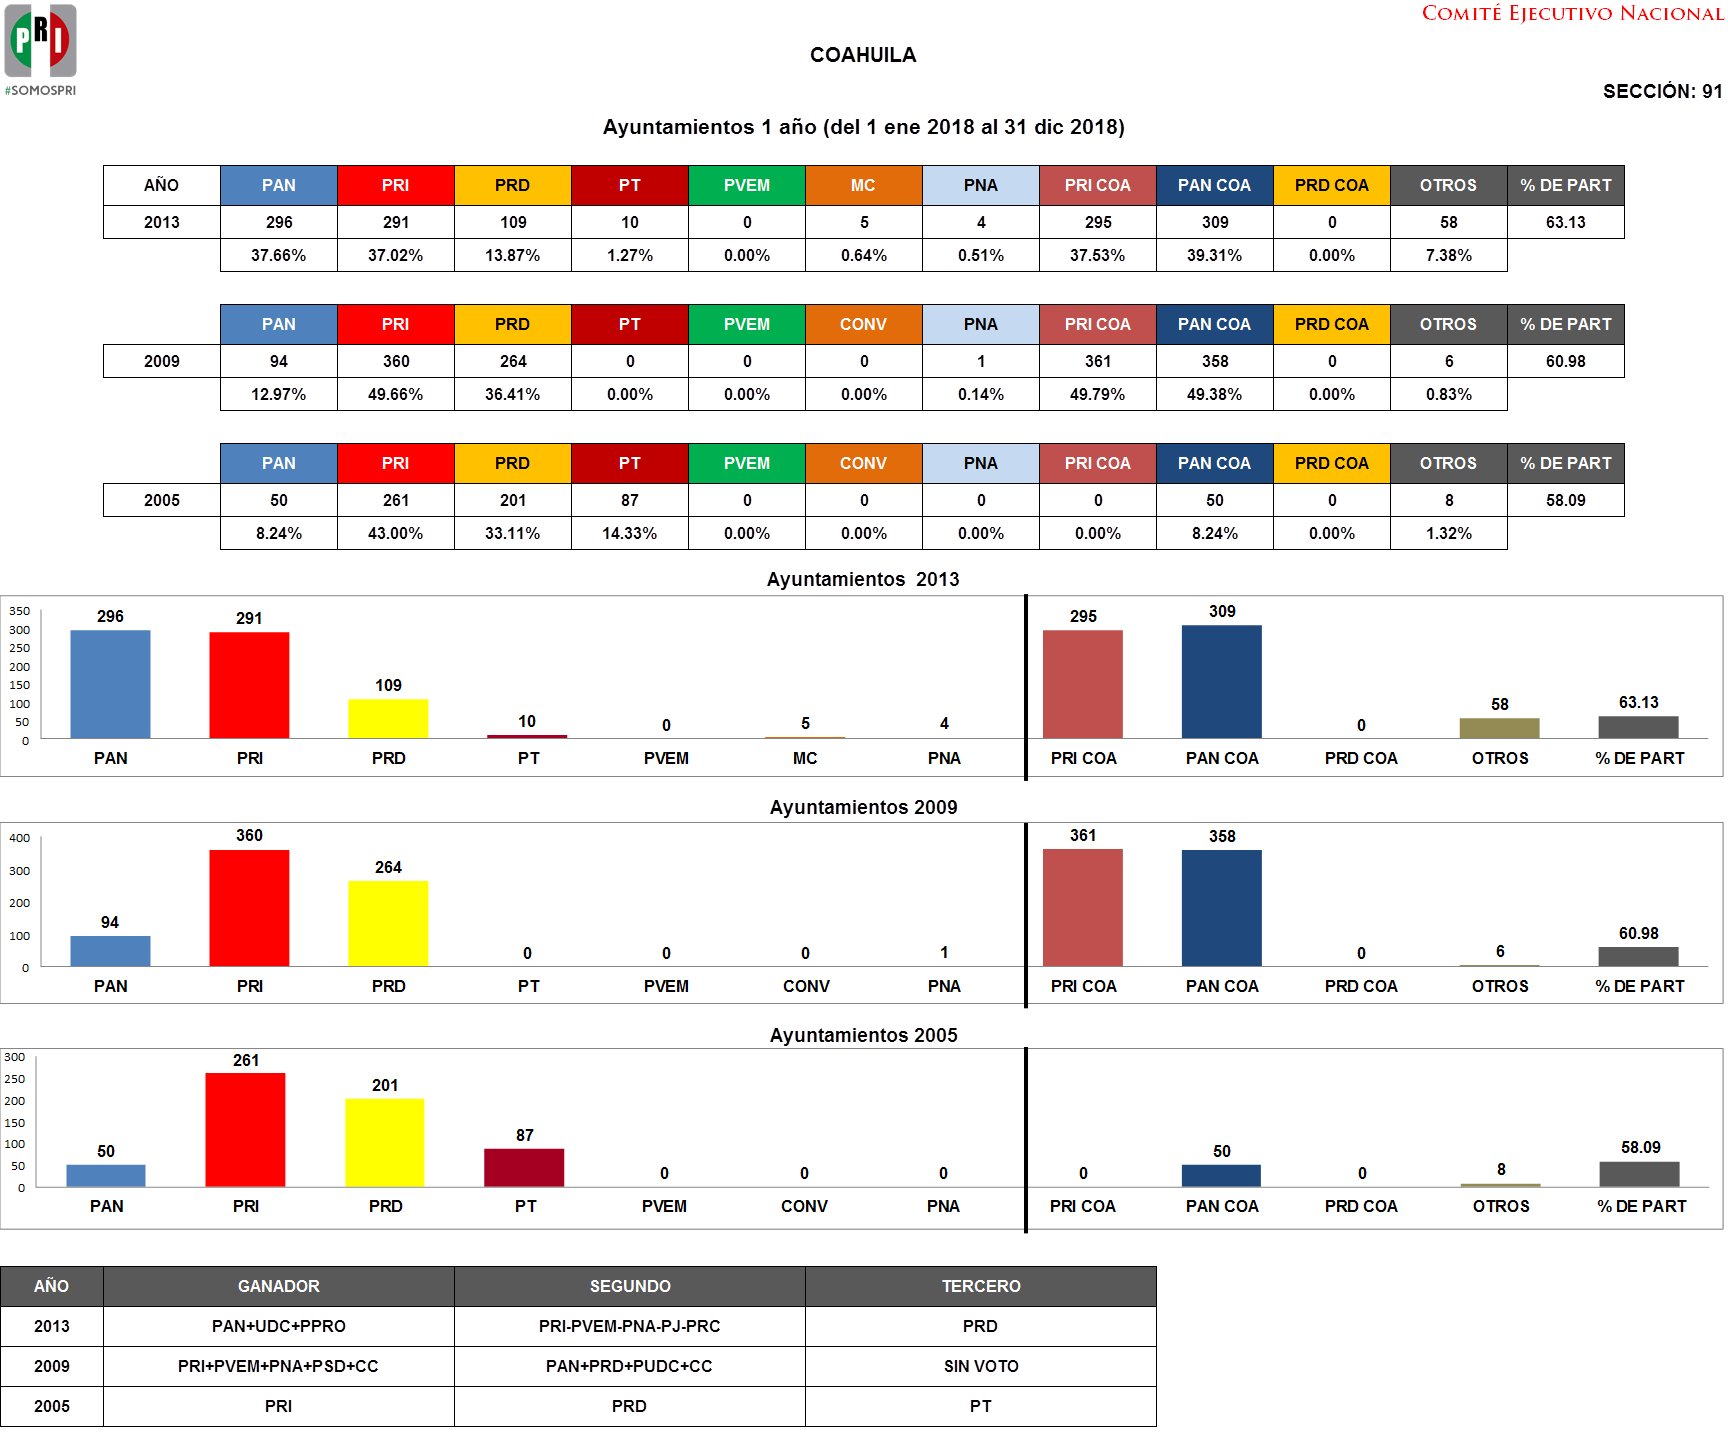 PRI
#SOMOSPRI
COMITÉ EJECUTIVO NACIONAL
COAHUILA
SECCIÓN: 91
Ayuntamientos 1 año (del 1 ene 2018 al 31 dic 2018)
AÑO PAN PRI PRD PT PVEM MC PNA PRI COA PAN COA PRD COA OTROS % DE PART
2013 296 291 109 10 0 5 4 295 309 0 58 63.13
37.66% 37.02% 13.87% 1.27% 0.00% 0.64% 0.51% 37.53% 39.31% 0.00% 7.38%
PAN PRI PRD PT PVEM CONV PNA PRI COA PAN COA PRD COA OTROS % DE PART
2009 94 360 264 0 0 0 1 361 358 0 6 60.98
12.97% 49.66% 36.41% 0.00% 0.00% 0.00% 0.14% 49.79% 49.38% 0.00% 0.83%
PAN PRI PRD PT PVEM CONV PNA PRI COA PAN COA PRD COA OTROS % DE PART
2005 50 261 201 87 0 0 0 0 50 0 8 58.09
8.24% 43.00% 33.11% 14.33% 0.00% 0.00% 0.00% 0.00% 8.24% 0.00% 1.32%
Ayuntamientos 2013
350
300
250
200
150
100
50
0
296 291 109 10 0 5 4 295 309 0 58 63.13
PAN PRI PRD PT PVEM MC PNA PRI COA PAN COA PRD COA OTROS % DE PART
Ayuntamientos 2009
400
300
200
100
0
94 360 264 0 0 0 1 361 358 0 6 60.98
PAN PRI PRD PT PVEM CONV PNA PRI COA PAN COA PRD COA OTROS % DE PART
Ayuntamientos 2005
300
250
200
150
100
50
0
50 261 201 87 0 0 0 0 50 0 8 58.09
PAN PRI PRD PT PVEM CONV PNA PRI COA PAN COA PRD COA OTROS % DE PART
AÑO GANADOR SEGUNDO TERCERO
2013 PAN+UDC+PPRO PRI-PVEM-PNA-PJ-PRC PRD
2009 PRI+PVEM+PNA+PSD+CC PAN+PRD+PUDC+CC SIN VOTO
2005 PRI PRD PT